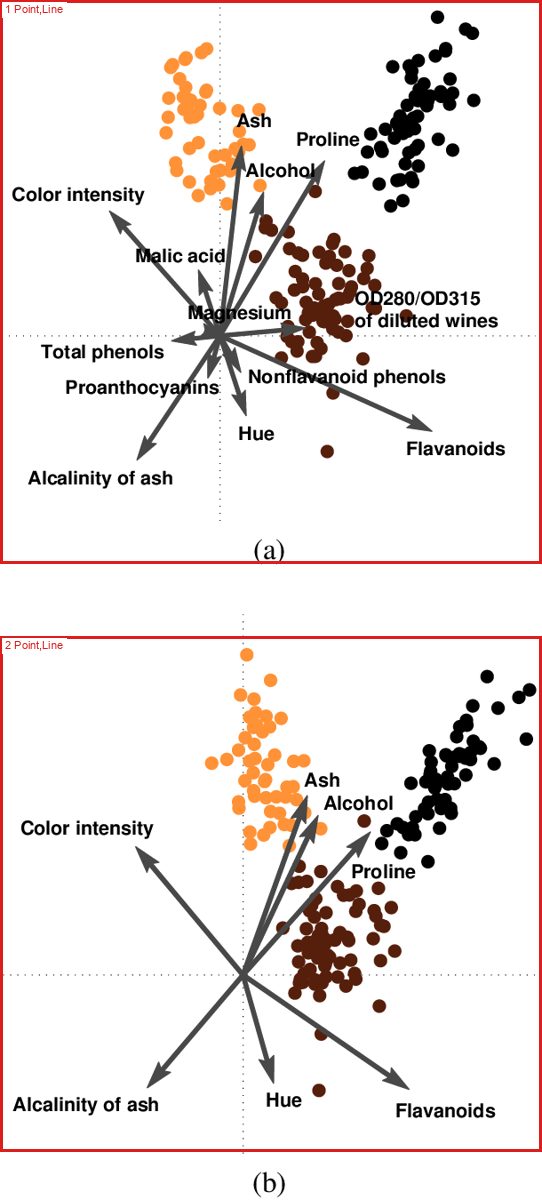 1 Point,Line
Ash
Proline
Alcohol
Color intensity
Malic acid
OD280/OD315
Magnesium
of diluted wines
Total phenols
Nonflavanoid phenols
Proanthocyanins
Hue
Flavanoids
Alcalinity of ash
(a)
2 Point,Line
Ash
Alcohol
Color intensity
Proline
Hue
Alcalinity of ash
Flavanoids
(b)